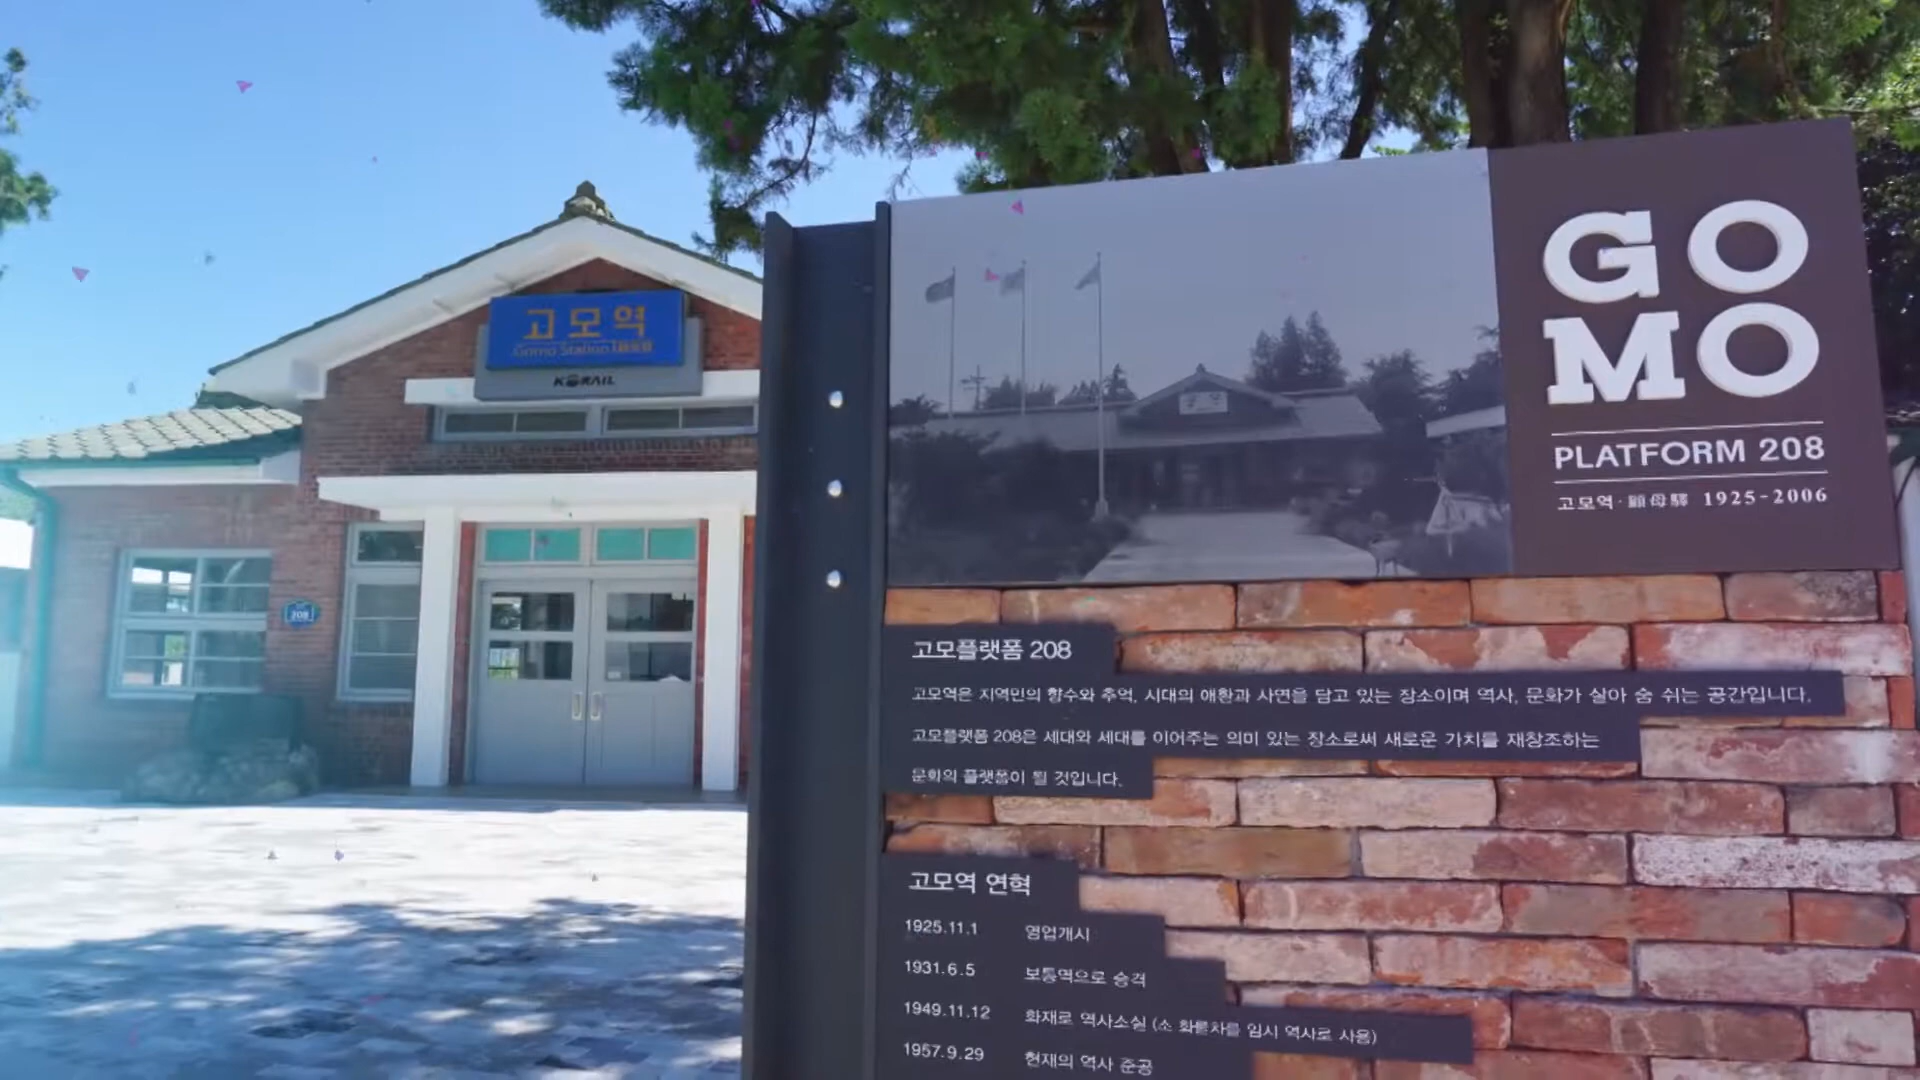 고모역
Gomo Station
KORAIL
208
GO
MO
PLATFORM 208
고모역·顧母驛 1925-2006
고모플랫폼 208
고모역은 지역민의 향수와 추억, 시대의 애환과 사연을 담고 있는 장소이며 역사, 문화가 살아 숨 쉬는 공간입니다.
고모플랫폼 208은 세대와 세대를 이어주는 의미 있는 장소로써 새로운 가치를 재창조하는
문화의 플랫폼이 될 것입니다.
고모역 연혁
1925.11.1 영업개시
1931.6.5 보통역으로 승격
1949.11.12 화재로 역사소실 (소 화물차를 임시 역사로 사용)
1957.9.29 현재의 역사 준공